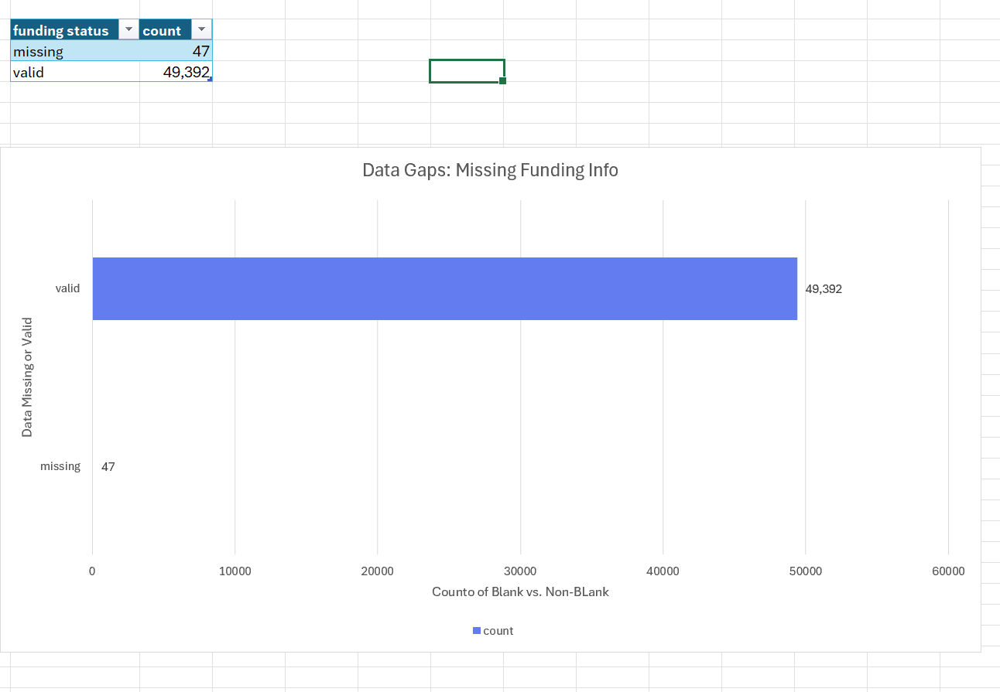 funding status count
missing 47
valid 49,392
Data Gaps: Missing Funding Info
valid 49,392
Data Missing or Valid
missing 47
0 10000 20000 30000 40000 50000 60000
Counto of Blank vs. Non-BLank
count